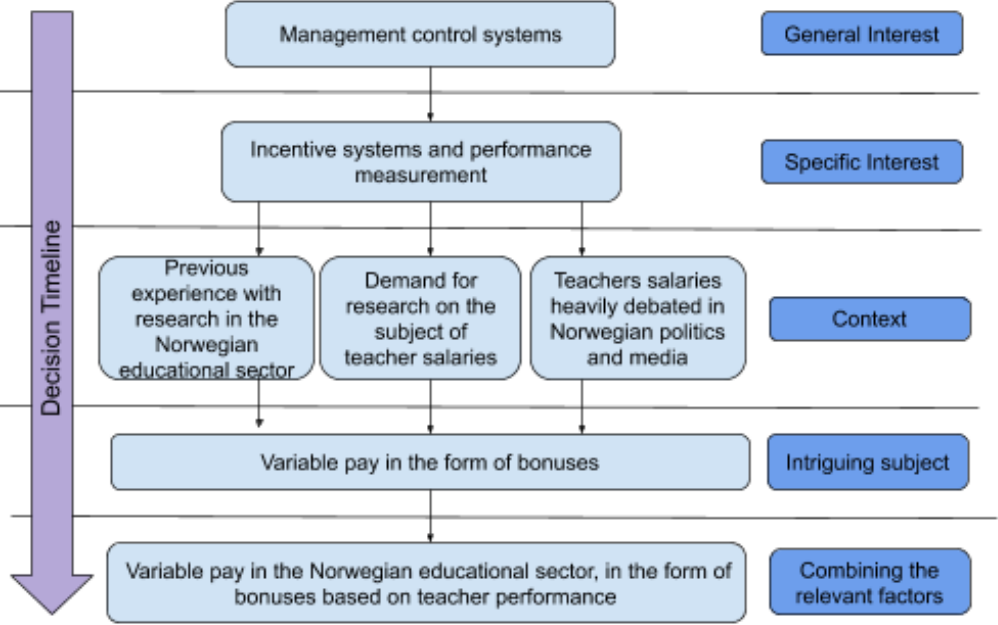 Management control systems
General Interest
Incentive systems and performance
measurement
Specific Interest
Decision Timeline
Previous
experience with
research in the
Norwegian
educational sector
Demand for
research on the
subject of
teacher salaries
Teachers salaries
heavily debated in
Norwegian politics
and media
Context
Variable pay in the form of bonuses
Intriguing subject
Variable pay in the Norwegian educational sector, in the form of
bonuses based on teacher performance
Combining the
relevant factors